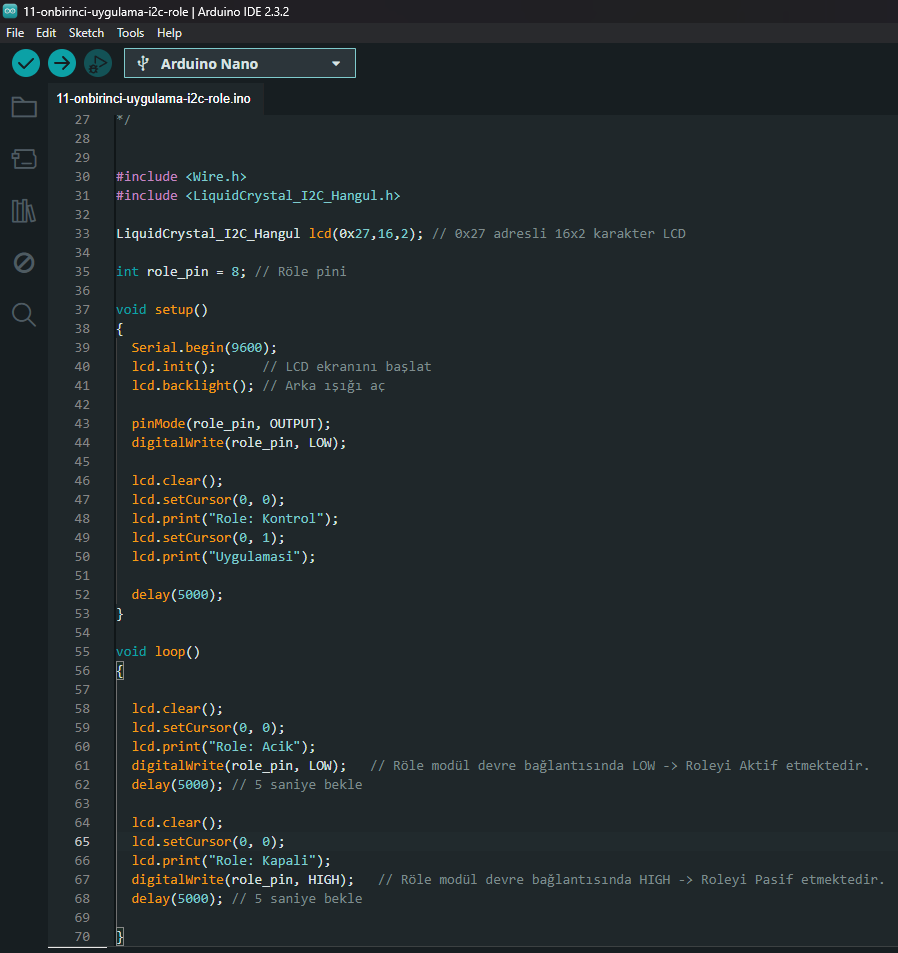 11-onbirinci-uygulama-i2c-role | Arduino IDE 2.3.2
File Edit Sketch Tools Help
Arduino Nano
11-onbirinci-uygulama-i2c-role.ino
27 */
28
29
30 #include <Wire.h>
31 #include <LiquidCrystal_I2C_Hangul.h>
32
33 LiquidCrystal_I2C_Hangul lcd(0x27,16,2); // 0x27 adresli 16x2 karakter LCD
34
35 int role_pin = 8; // Röle pini
36
37 void setup()
38 {
39   Serial.begin(9600);
40   lcd.init();      // LCD ekranını başlat
41   lcd.backlight(); // Arka ışığı aç
42
43   pinMode(role_pin, OUTPUT);
44   digitalWrite(role_pin, LOW);
45
46   lcd.clear();
47   lcd.setCursor(0, 0);
48   lcd.print("Role: Kontrol");
49   lcd.setCursor(0, 1);
50   lcd.print("Uygulamasi");
51
52   delay(5000);
53 }
54
55 void loop()
56 {
57
58   lcd.clear();
59   lcd.setCursor(0, 0);
60   lcd.print("Role: Acik");
61   digitalWrite(role_pin, LOW);   // Röle modül devre bağlantısında LOW -> Roleyi Aktif etmektedir.
62   delay(5000); // 5 saniye bekle
63
64   lcd.clear();
65   lcd.setCursor(0, 0);
66   lcd.print("Role: Kapali");
67   digitalWrite(role_pin, HIGH);   // Röle modül devre bağlantısında HIGH -> Roleyi Pasif etmektedir.
68   delay(5000); // 5 saniye bekle
69
70 }